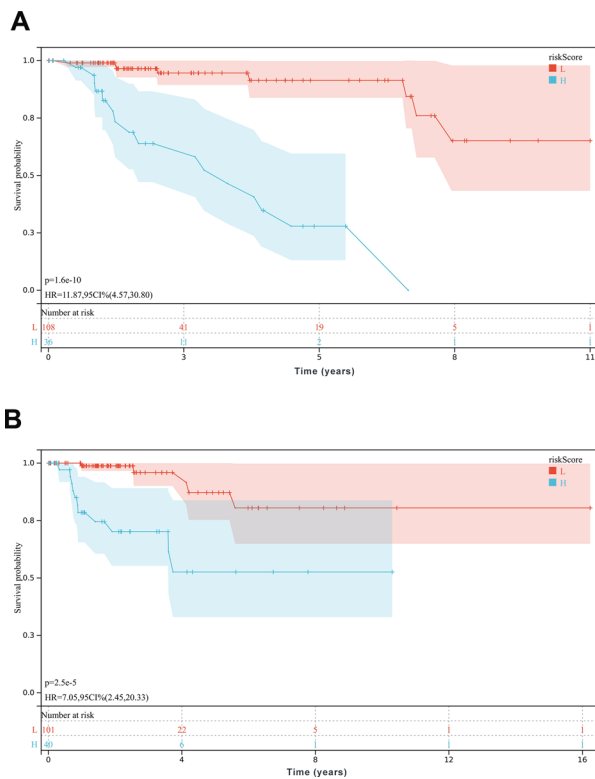 A
riskScore
L
H
1.0
0.8
0.5
0.3
0.0
Survival probability
p=1.6e-10
HR=11.87,95CI%(4.57,30.80)
Number at risk
L 108 41 19 5 1
H 36 11 2 1 1
0 3 5 8 11
Time (years)
B
riskScore
L
H
1.0
0.8
0.5
0.3
0.0
Survival probability
p=2.5e-5
HR=7.05,95CI%(2.45,20.33)
Number at risk
L 101 22 5 1 1
H 40 6 1 1 1
0 4 8 12 16
Time (years)